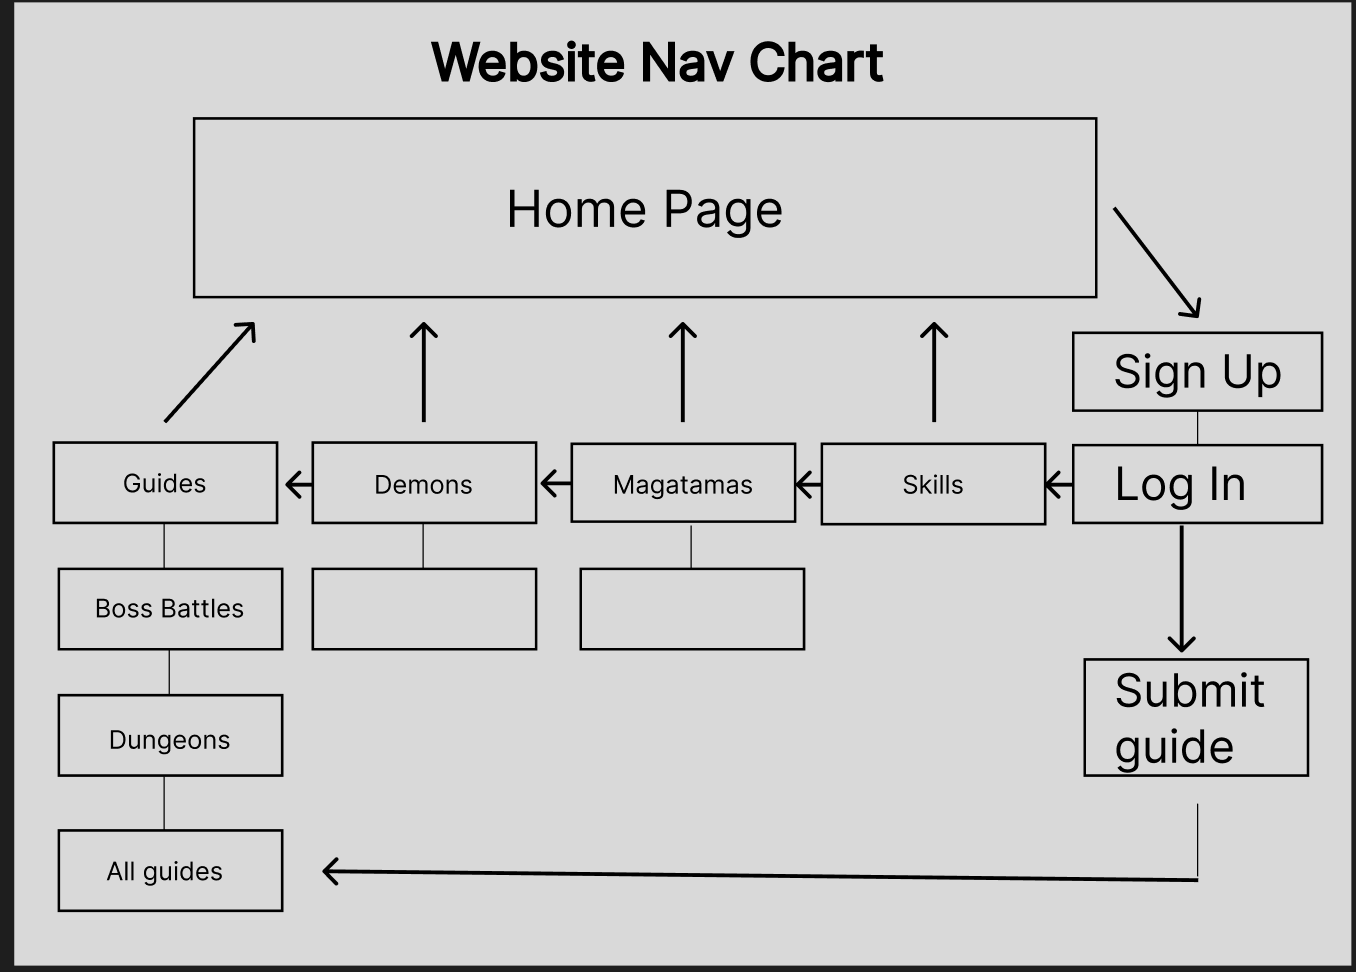 Website Nav Chart
Home Page
Sign Up
Guides
Demons
Magatamas
Skills
Log In
Boss Battles
Submit
guide
Dungeons
All guides